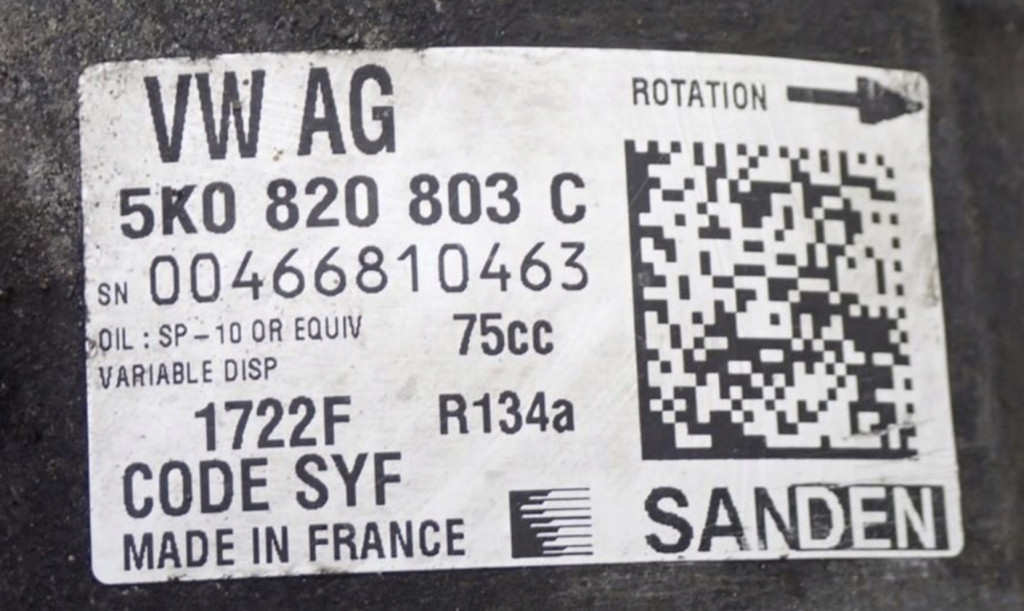 VW AG
ROTATION
5K0 820 803 C
SN 00466810463
OIL : SP-10 OR EQUIV 75cc
VARIABLE DISP
1722F R134a
CODE SYF
MADE IN FRANCE
SANDEN